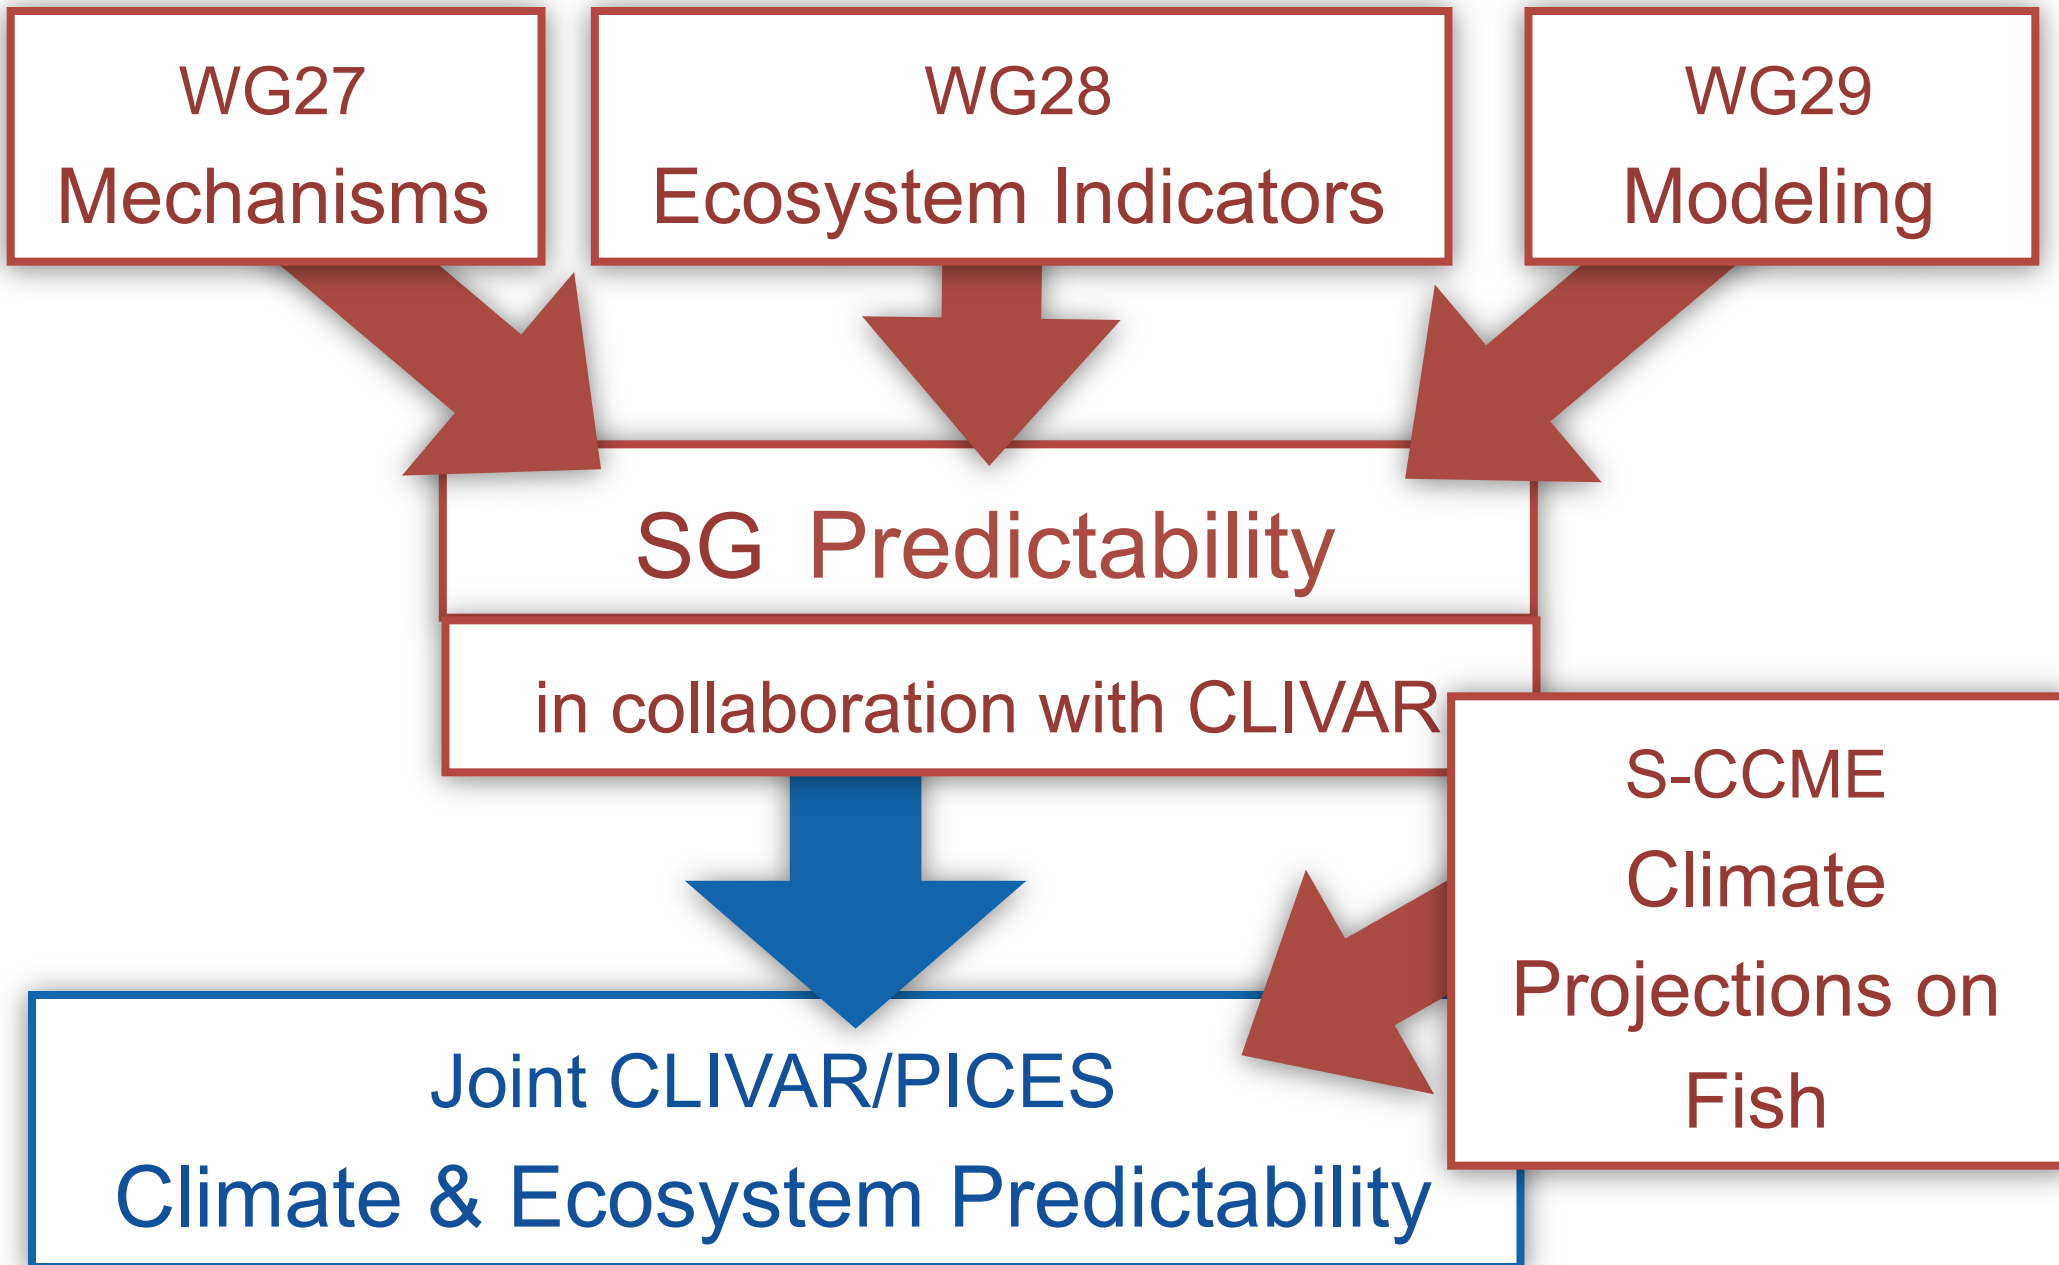 WG27
Mechanisms
WG28
Ecosystem Indicators
WG29
Modeling
SG Predictability
in collaboration with CLIVAR
S-CCME
Climate
Projections on
Fish
Joint CLIVAR/PICES
Climate & Ecosystem Predictability